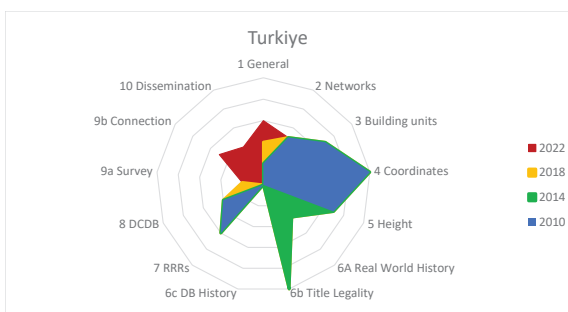 Turkiye
1 General
10 Dissemination
2 Networks
9b Connection
3 Building units
9a Survey
4 Coordinates
8 DCDB
5 Height
7 RRRs
6A Real World History
6c DB History
6b Title Legality
2022
2018
2014
2010